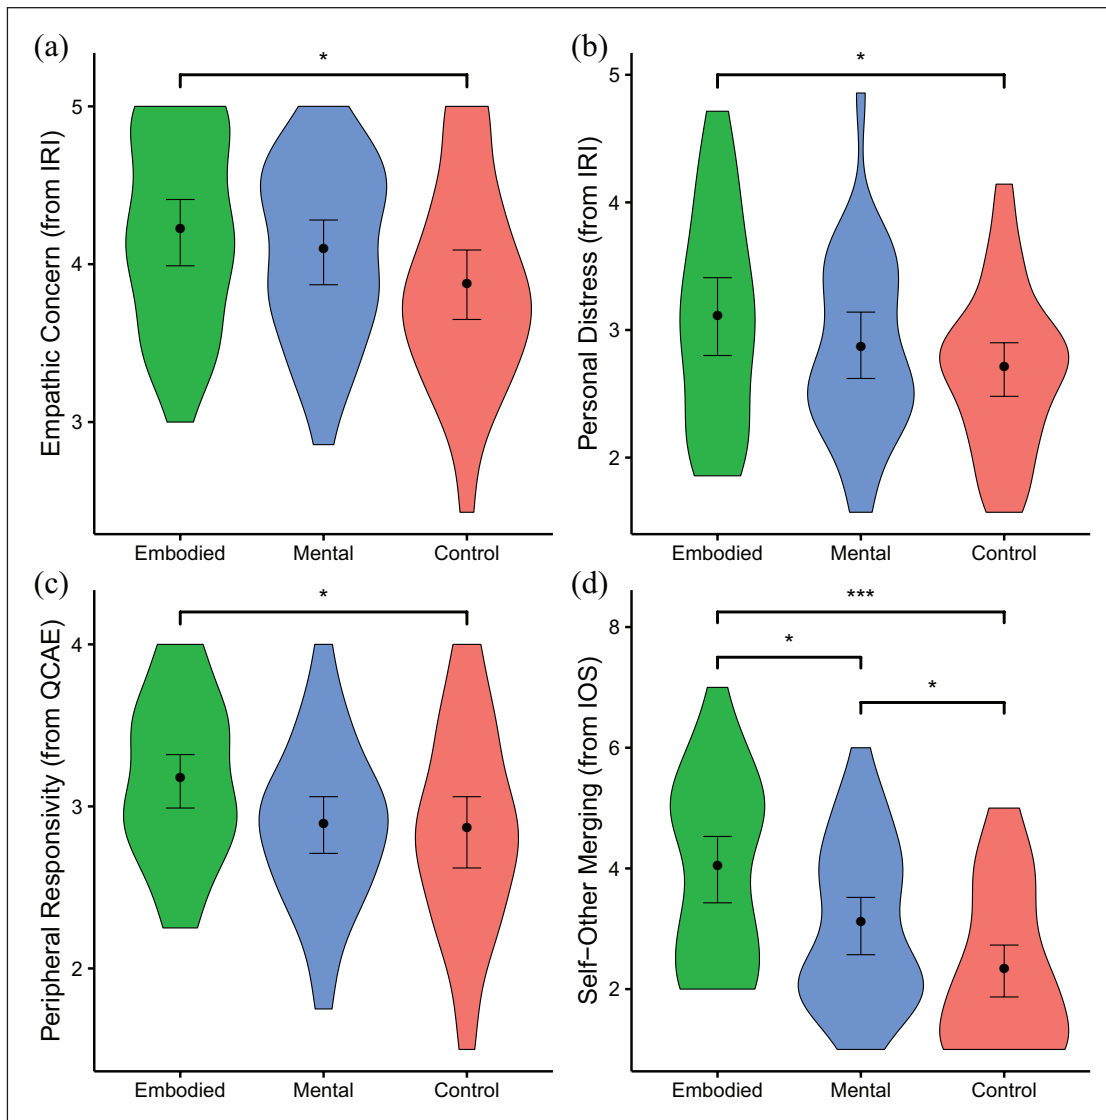 (a)
*
Empathic Concern (from IRI)
5
4
3
Embodied Mental Control
(b)
*
Personal Distress (from IRI)
5
4
3
2
Embodied Mental Control
(c)
*
Peripheral Responsivity (from QCAE)
4
3
2
Embodied Mental Control
(d)
***
*
*
Self−Other Merging (from IOS)
8
6
4
2
Embodied Mental Control